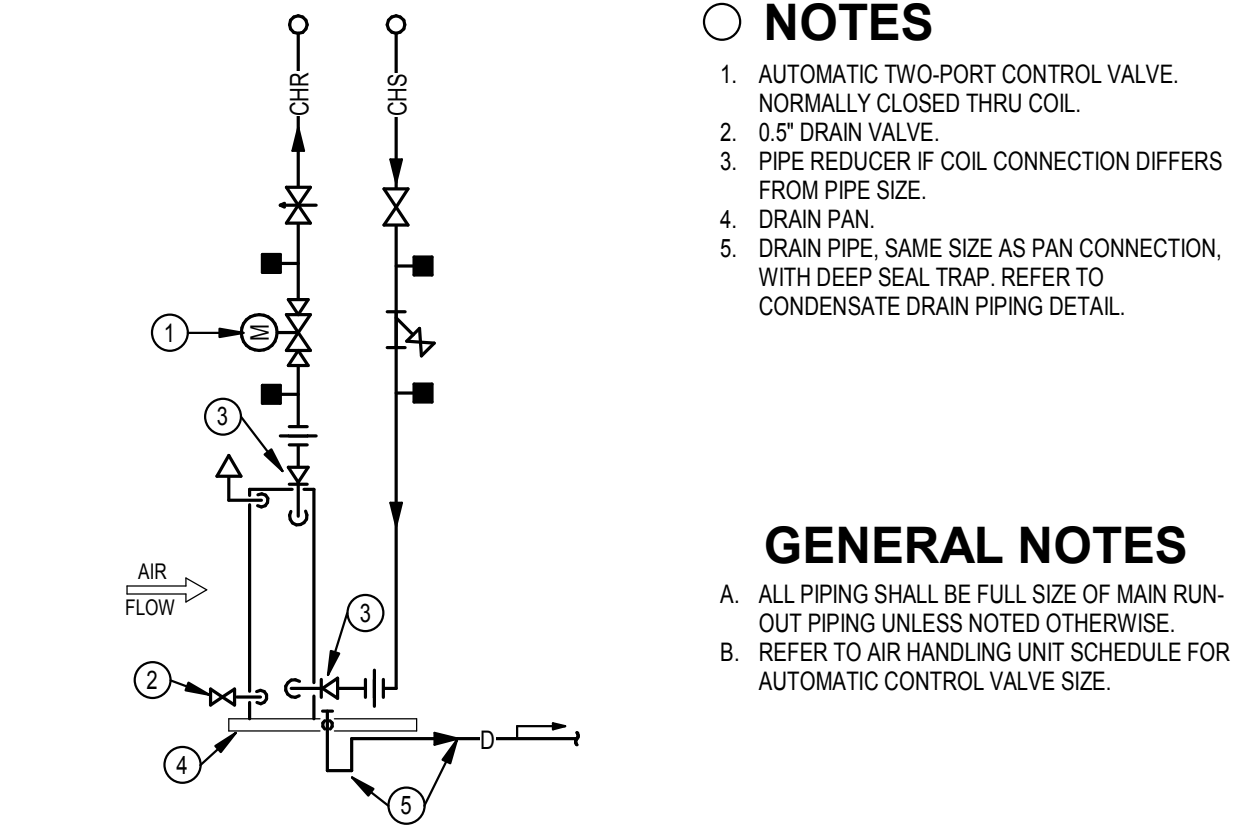 CHR
CHS
M
1
3
AIR
FLOW
3
2
4
D
5
NOTES
1. AUTOMATIC TWO-PORT CONTROL VALVE.
NORMALLY CLOSED THRU COIL.
2. 0.5" DRAIN VALVE.
3. PIPE REDUCER IF COIL CONNECTION DIFFERS
FROM PIPE SIZE.
4. DRAIN PAN.
5. DRAIN PIPE, SAME SIZE AS PAN CONNECTION,
WITH DEEP SEAL TRAP. REFER TO
CONDENSATE DRAIN PIPING DETAIL.
GENERAL NOTES
A. ALL PIPING SHALL BE FULL SIZE OF MAIN RUN-
OUT PIPING UNLESS NOTED OTHERWISE.
B. REFER TO AIR HANDLING UNIT SCHEDULE FOR
AUTOMATIC CONTROL VALVE SIZE.